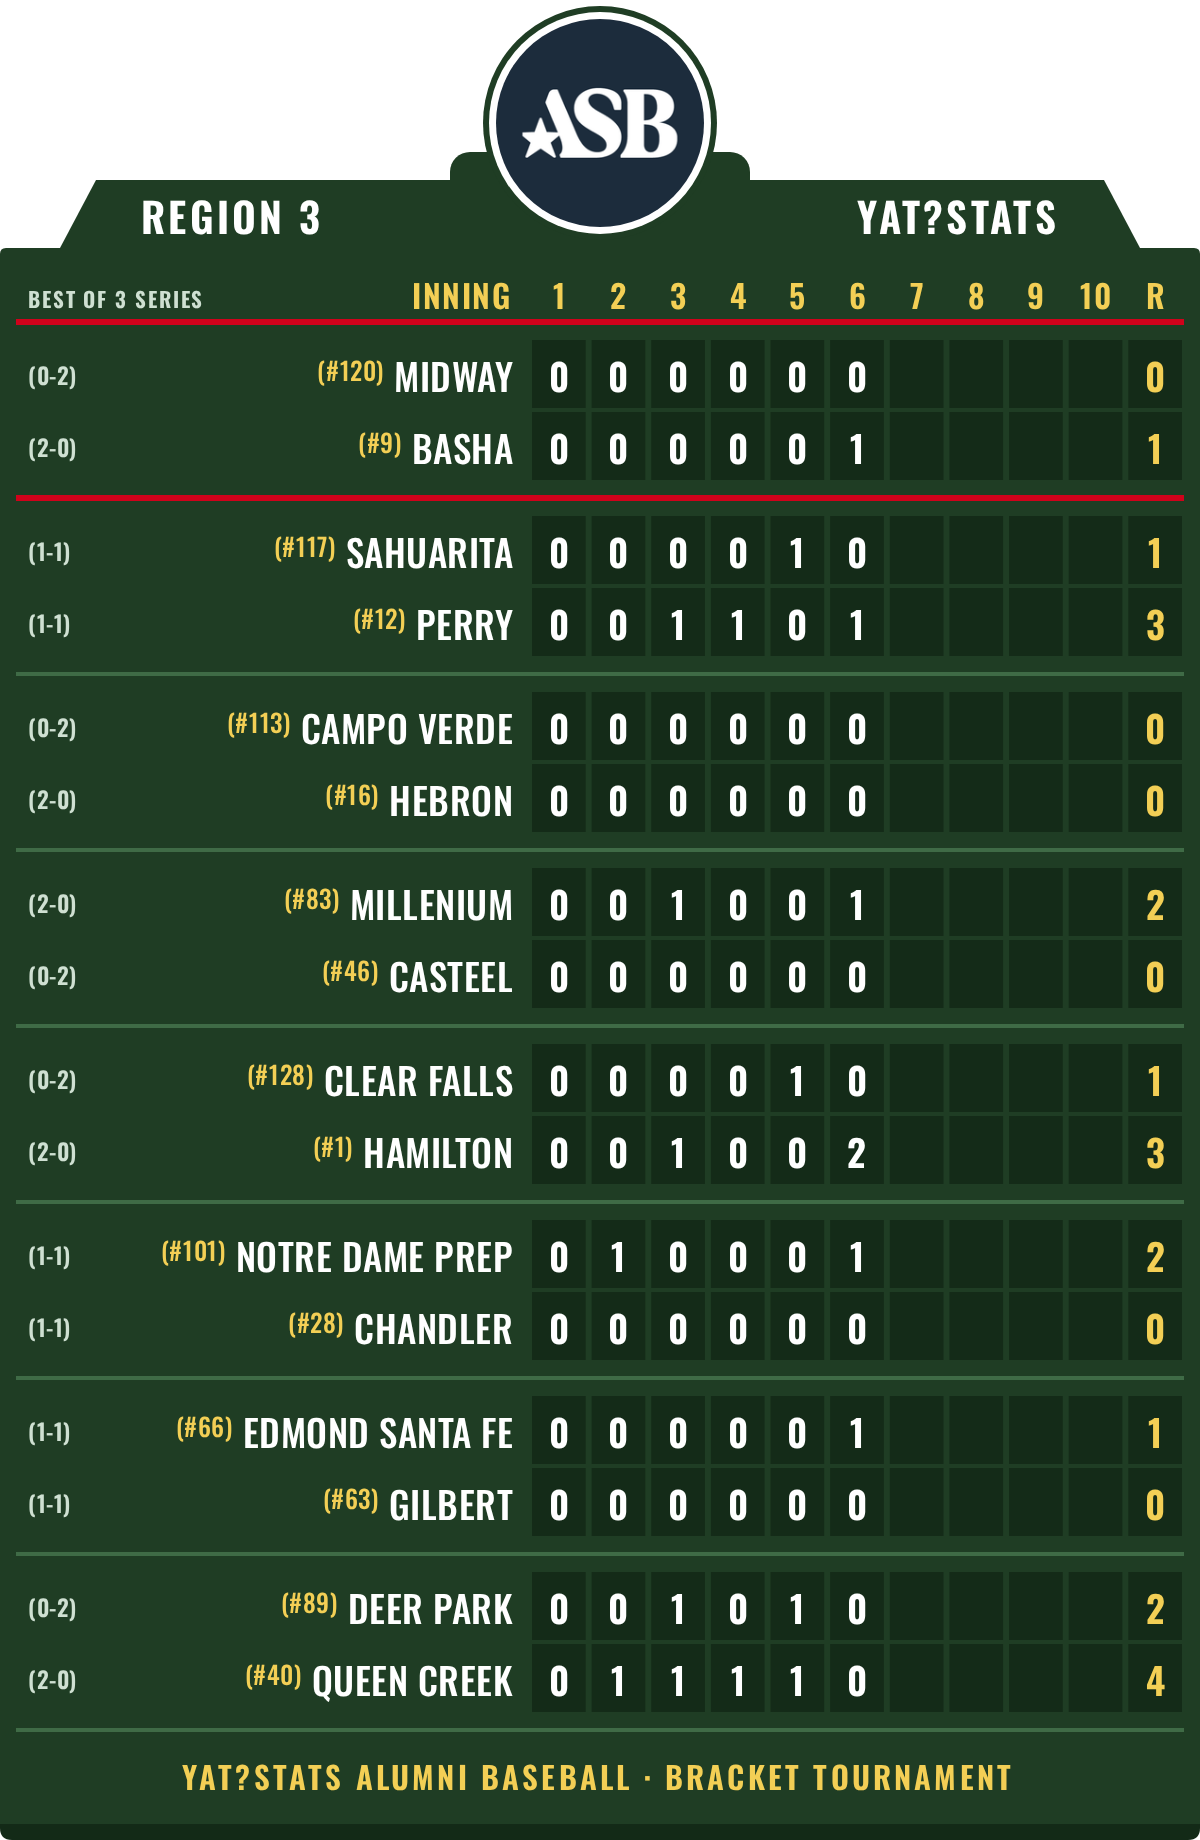 ASB
REGION 3 YAT?STATS
BEST OF 3 SERIES INNING 1 2 3 4 5 6 7 8 9 10 R
(0-2) (#120) MIDWAY 0 0 0 0 0 0 0
(2-0) (#9) BASHA 0 0 0 0 0 1 1
(1-1) (#117) SAHUARITA 0 0 0 0 1 0 1
(1-1) (#12) PERRY 0 0 1 1 0 1 3
(0-2) (#113) CAMPO VERDE 0 0 0 0 0 0 0
(2-0) (#16) HEBRON 0 0 0 0 0 0 0
(2-0) (#83) MILLENIUM 0 0 1 0 0 1 2
(0-2) (#46) CASTEEL 0 0 0 0 0 0 0
(0-2) (#128) CLEAR FALLS 0 0 0 0 1 0 1
(2-0) (#1) HAMILTON 0 0 1 0 0 2 3
(1-1) (#101) NOTRE DAME PREP 0 1 0 0 0 1 2
(1-1) (#28) CHANDLER 0 0 0 0 0 0 0
(1-1) (#66) EDMOND SANTA FE 0 0 0 0 0 1 1
(1-1) (#63) GILBERT 0 0 0 0 0 0 0
(0-2) (#89) DEER PARK 0 0 1 0 1 0 2
(2-0) (#40) QUEEN CREEK 0 1 1 1 1 0 4
YAT?STATS ALUMNI BASEBALL · BRACKET TOURNAMENT